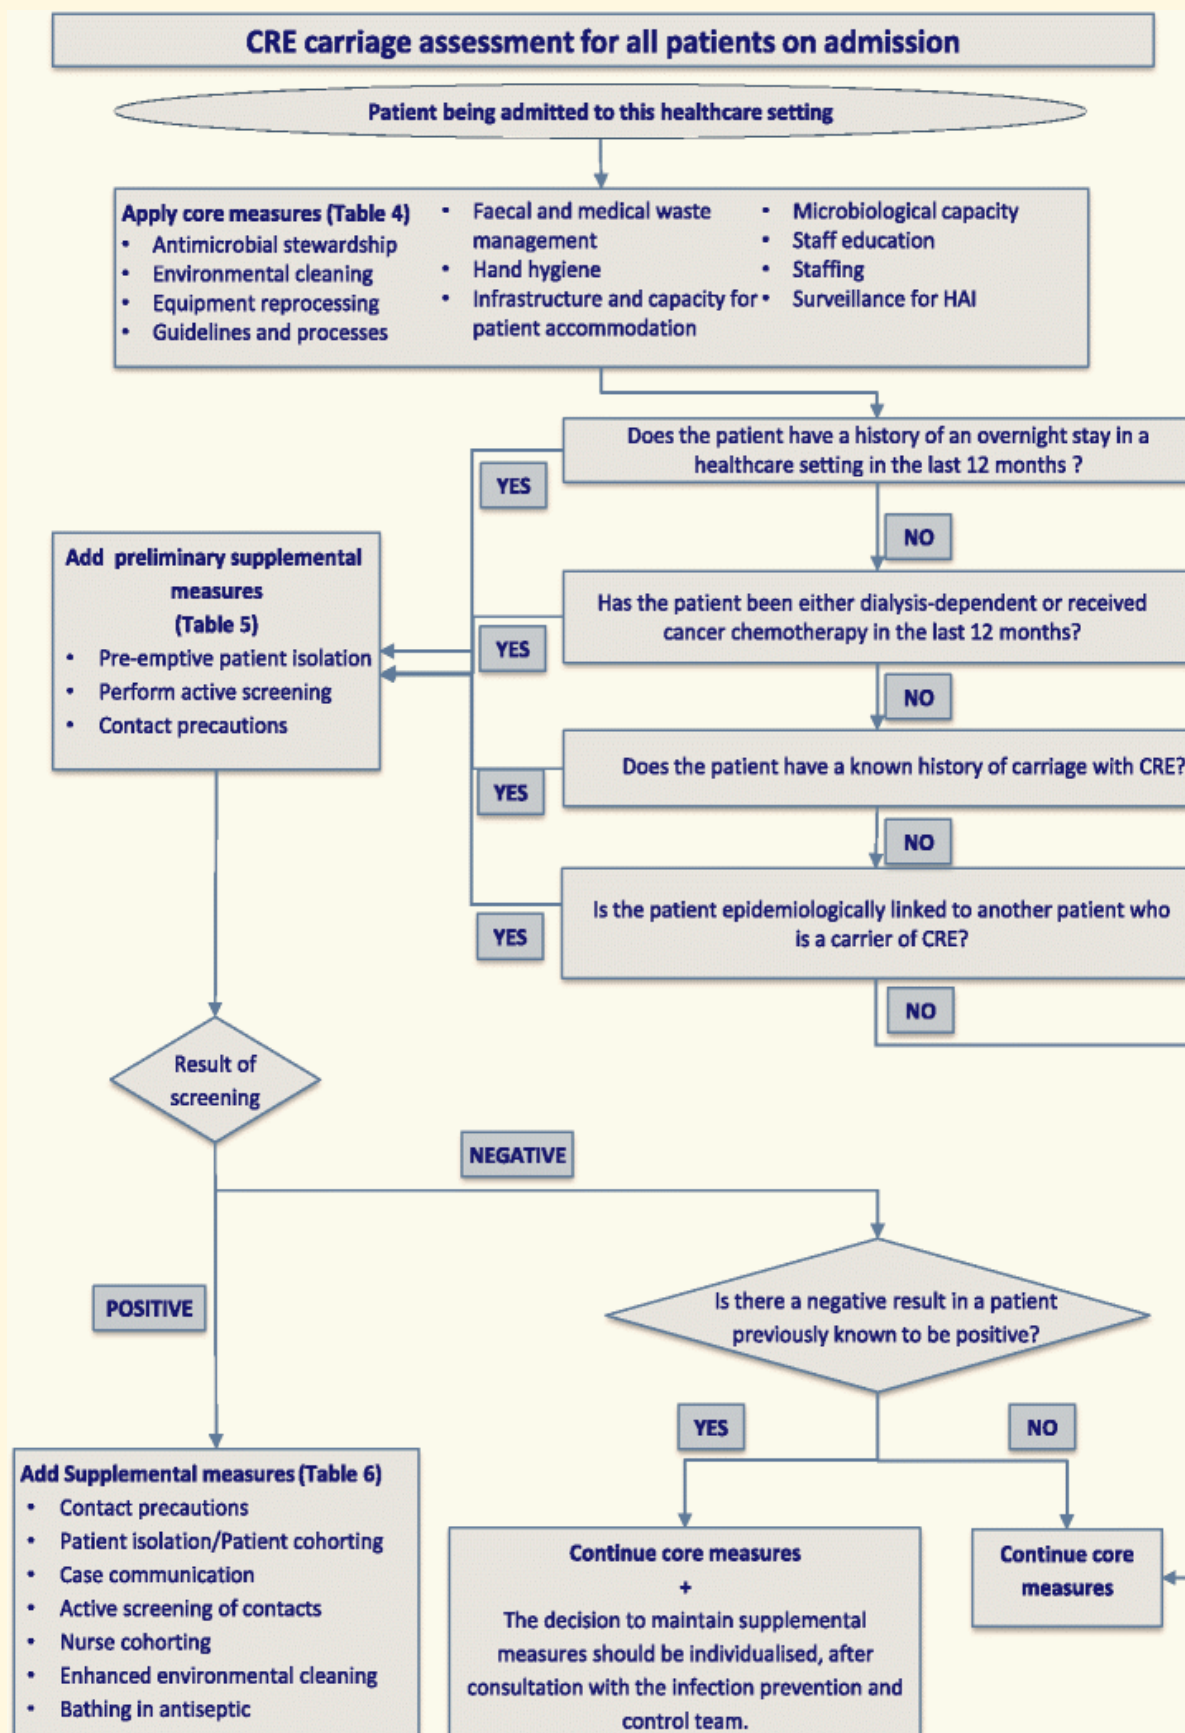 CRE carriage assessment for all patients on admission
Patient being admitted to this healthcare setting
Apply core measures (Table 4)
• Antimicrobial stewardship
• Environmental cleaning
• Equipment reprocessing
• Guidelines and processes
• Faecal and medical waste
management
• Hand hygiene
• Infrastructure and capacity for
patient accommodation
• Microbiological capacity
• Staff education
• Staffing
• Surveillance for HAI
Does the patient have a history of an overnight stay in a
healthcare setting in the last 12 months ?
YES
NO
Has the patient been either dialysis-dependent or received
cancer chemotherapy in the last 12 months?
YES
NO
Does the patient have a known history of carriage with CRE?
YES
NO
Is the patient epidemiologically linked to another patient who
is a carrier of CRE?
YES
NO
Add preliminary supplemental
measures
(Table 5)
• Pre-emptive patient isolation
• Perform active screening
• Contact precautions
Result of
screening
NEGATIVE
POSITIVE
Is there a negative result in a patient
previously known to be positive?
YES
NO
Add Supplemental measures (Table 6)
• Contact precautions
• Patient isolation/Patient cohorting
• Case communication
• Active screening of contacts
• Nurse cohorting
• Enhanced environmental cleaning
• Bathing in antiseptic
Continue core measures
+
The decision to maintain supplemental
measures should be individualised, after
consultation with the infection prevention and
control team.
Continue core
measures